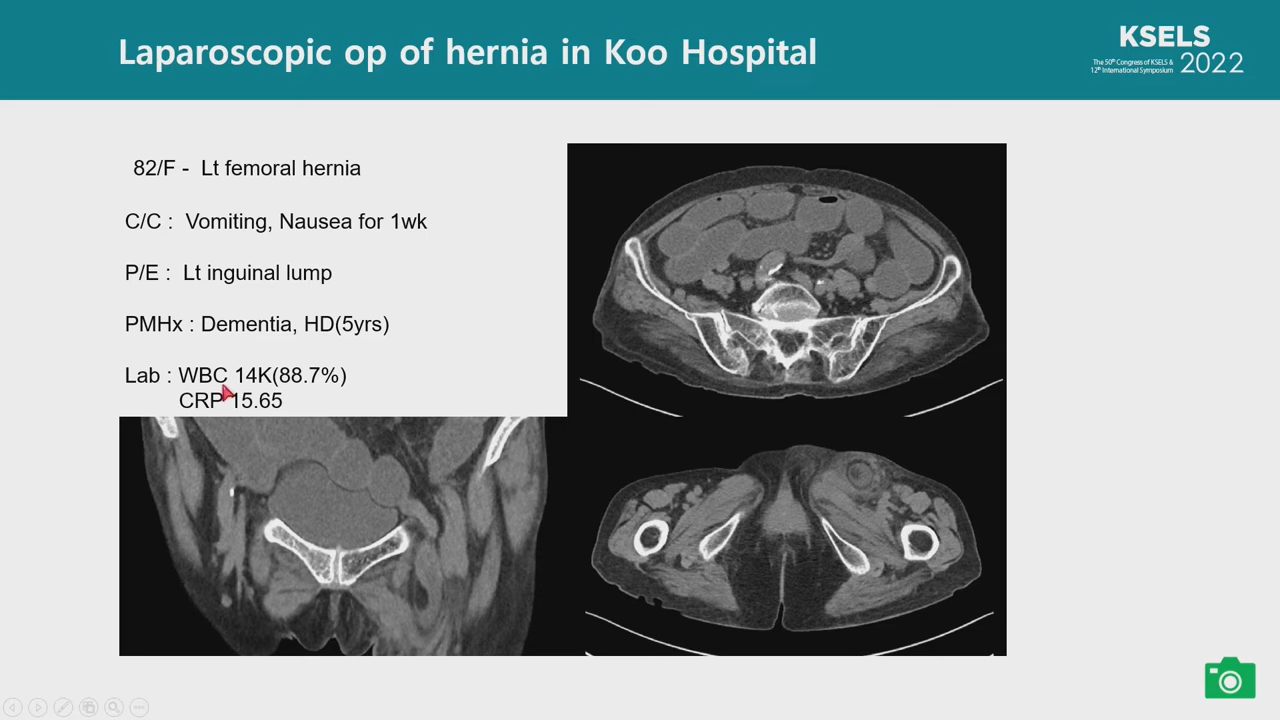 Laparoscopic op of hernia in Koo Hospital
KSELS
The 50th Congress of KSELS &
12th International Symposium
2022
82/F - Lt femoral hernia
C/C : Vomiting, Nausea for 1wk
P/E : Lt inguinal lump
PMHx : Dementia, HD(5yrs)
Lab : WBC 14K(88.7%)
CRP 15.65